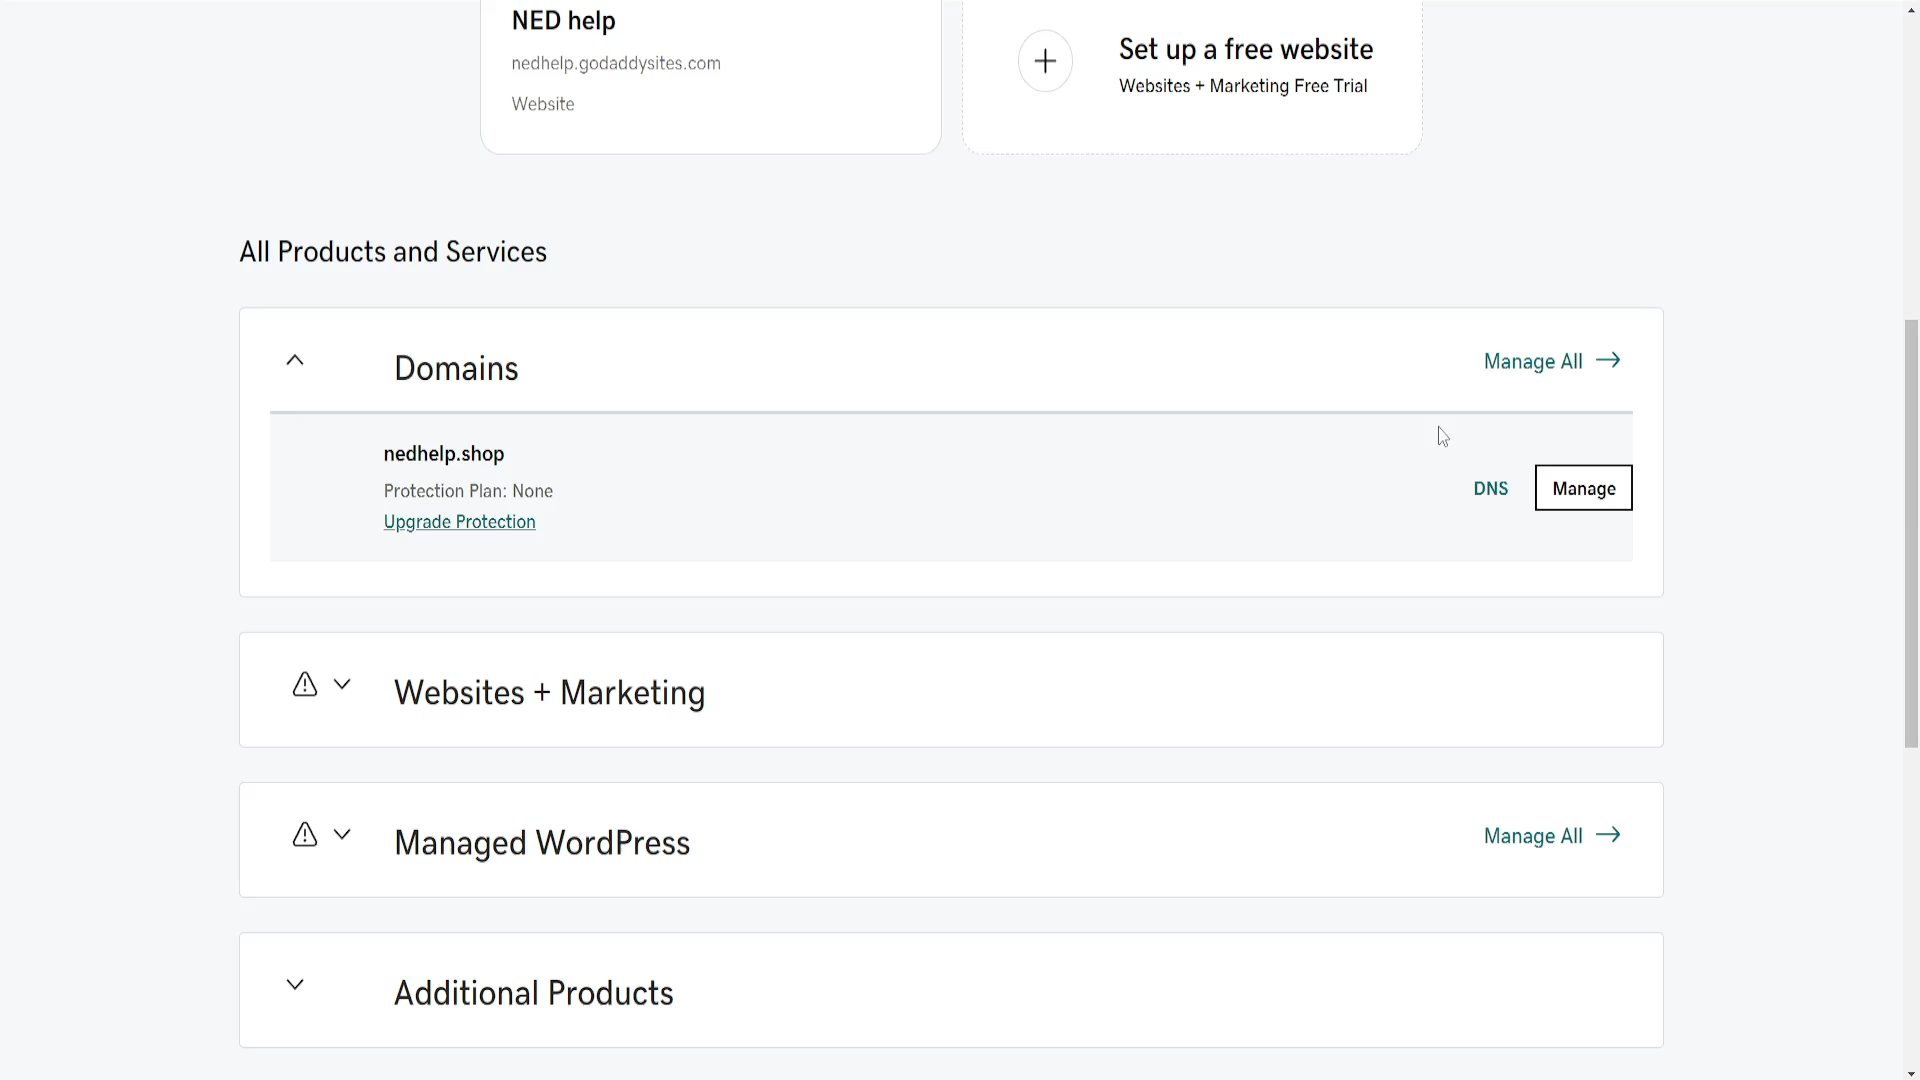 NED help
nedhelp.godaddysites.com
Website
Set up a free website
Websites + Marketing Free Trial
All Products and Services
Domains
Manage All
nedhelp.shop
Protection Plan: None
Upgrade Protection
DNS
Manage
Websites + Marketing
Managed WordPress
Manage All
Additional Products